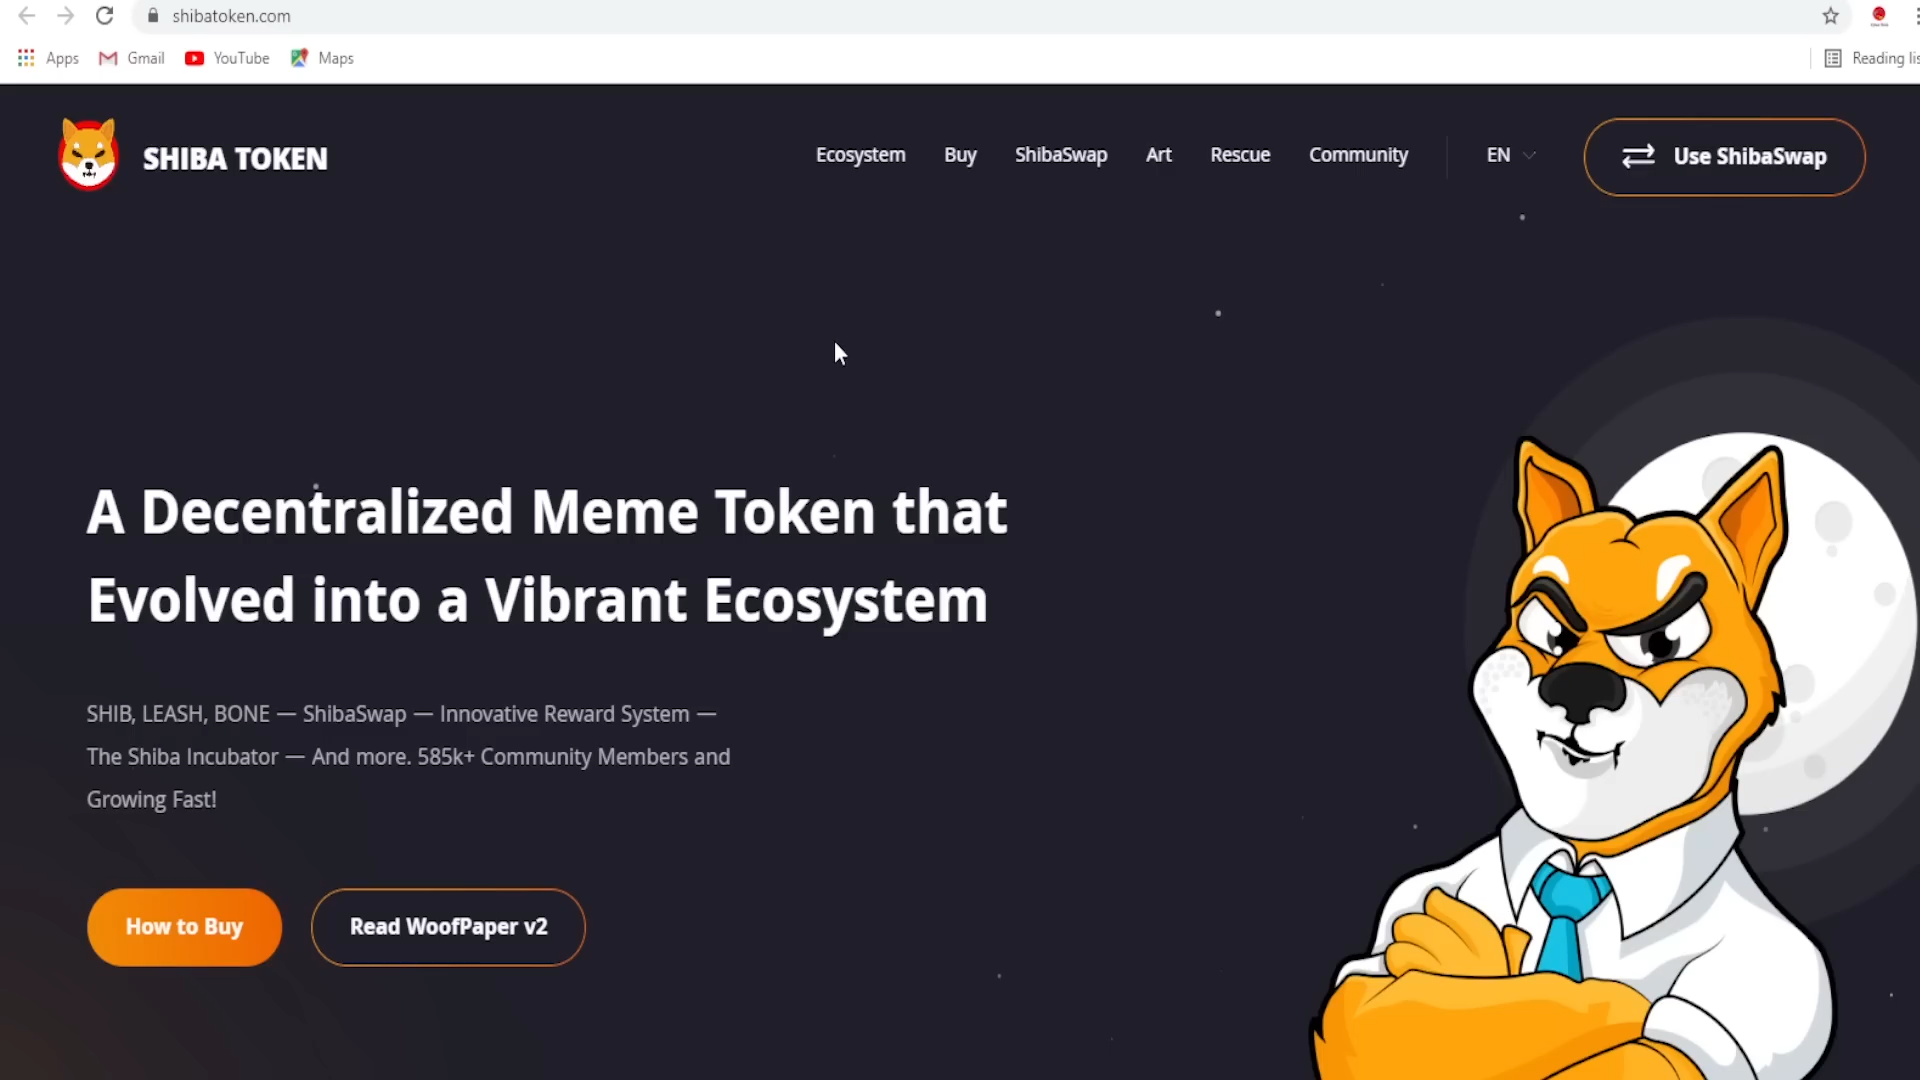 shibatoken.com
Apps Gmail YouTube Maps Reading lis
SHIBA TOKEN Ecosystem Buy ShibaSwap Art Rescue Community EN Use ShibaSwap
A Decentralized Meme Token that
Evolved into a Vibrant Ecosystem
SHIB, LEASH, BONE — ShibaSwap — Innovative Reward System —
The Shiba Incubator — And more. 585k+ Community Members and
Growing Fast!
How to Buy Read WoofPaper v2